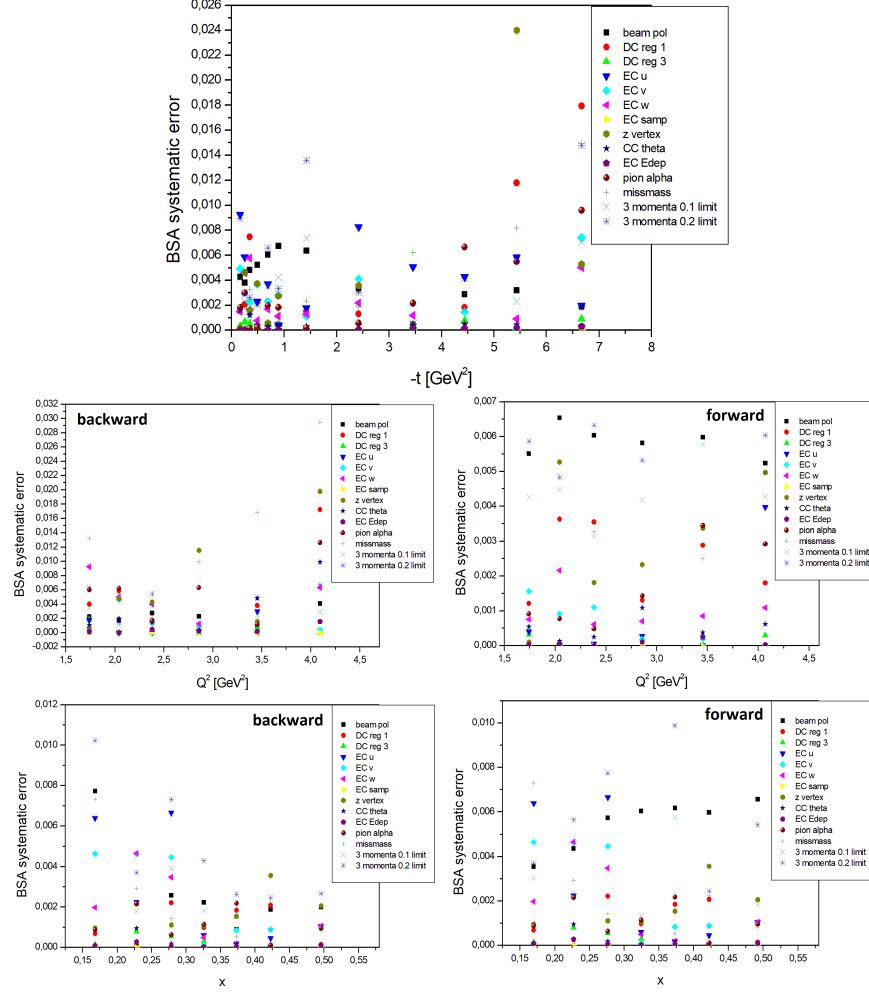 0,026
0,024
0,022
0,020
0,018
0,016
0,014
0,012
0,010
0,008
0,006
0,004
0,002
0,000
BSA systematic error
0 1 2 3 4 5 6 7 8
-t [GeV²]
beam pol
DC reg 1
DC reg 3
EC u
EC v
EC w
EC samp
z vertex
CC theta
EC Edep
pion alpha
missmass
3 momenta 0.1 limit
3 momenta 0.2 limit
backward
0,032
0,030
0,028
0,026
0,024
0,022
0,020
0,018
0,016
0,014
0,012
0,010
0,008
0,006
0,004
0,002
0,000
-0,002
BSA systematic error
1,5 2,0 2,5 3,0 3,5 4,0 4,5
Q² [GeV²]
beam pol
DC reg 1
DC reg 3
EC u
EC v
EC w
EC samp
z vertex
CC theta
EC Edep
pion alpha
missmass
3 momenta 0.1 limit
3 momenta 0.2 limit
forward
0,007
0,006
0,005
0,004
0,003
0,002
0,001
0,000
BSA systematic error
1,5 2,0 2,5 3,0 3,5 4,0 4,5
Q² [GeV²]
beam pol
DC reg 1
DC reg 3
EC u
EC v
EC w
EC samp
z vertex
CC theta
EC Edep
pion alpha
missmass
3 momenta 0.1 limit
3 momenta 0.2 limit
backward
0,012
0,010
0,008
0,006
0,004
0,002
0,000
BSA systematic error
0,15 0,20 0,25 0,30 0,35 0,40 0,45 0,50 0,55
x
beam pol
DC reg 1
DC reg 3
EC u
EC v
EC w
EC samp
z vertex
CC theta
EC Edep
pion alpha
missmass
3 momenta 0.1 limit
3 momenta 0.2 limit
forward
0,010
0,008
0,006
0,004
0,002
0,000
BSA systematic error
0,15 0,20 0,25 0,30 0,35 0,40 0,45 0,50 0,55
x
beam pol
DC reg 1
DC reg 3
EC u
EC v
EC w
EC samp
z vertex
CC theta
EC Edep
pion alpha
missmass
3 momenta 0.1 limit
3 momenta 0.2 limit